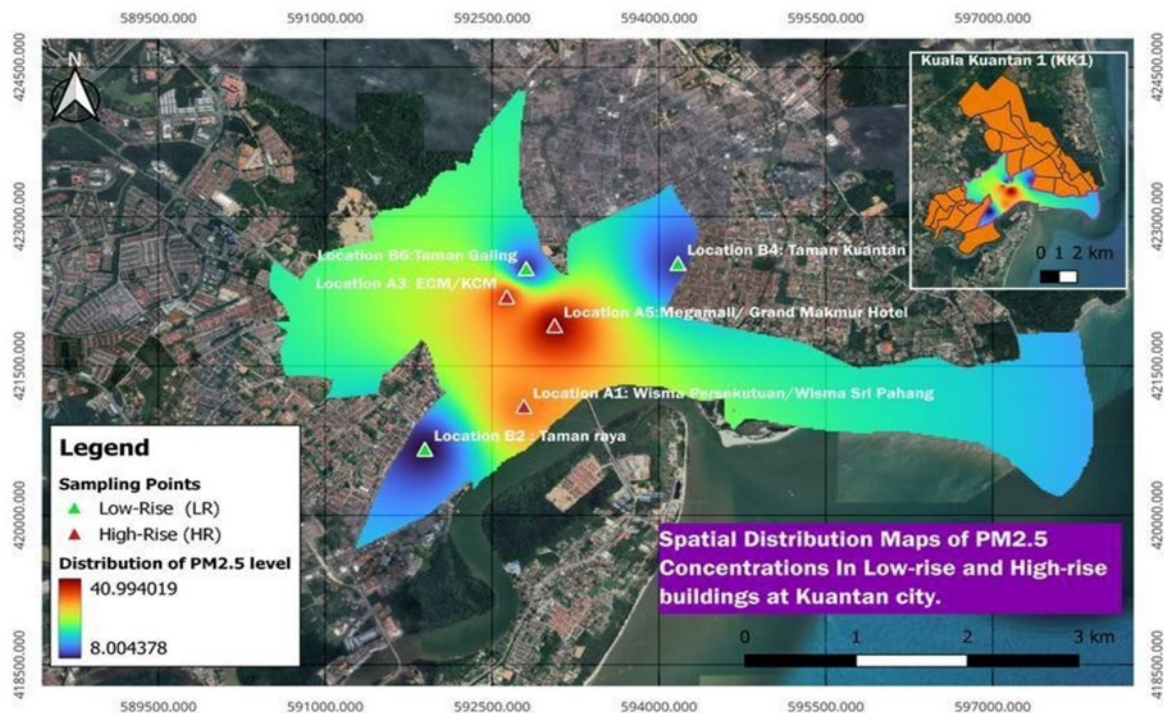 589500.000 591000.000 592500.000 594000.000 595500.000 597000.000
424500.000
423000.000
421500.000
420000.000
418500.000
N
Kuala Kuantan 1 (KK1)
0 1 2 km
Location B6:Taman Galing
Location B4: Taman Kuantan
Location A3: ECM/KCM
Location A5:Megamall/ Grand Makmur Hotel
Location A1: Wisma Persekutuan/Wisma Sri Pahang
Location B2 : Taman raya
Legend
Sampling Points
Low-Rise (LR)
High-Rise (HR)
Distribution of PM2.5 level
40.994019
8.004378
Spatial Distribution Maps of PM2.5
Concentrations In Low-rise and High-rise
buildings at Kuantan city.
0 1 2 3 km
424500.000
423000.000
421500.000
420000.000
418500.000
589500.000 591000.000 592500.000 594000.000 595500.000 597000.000